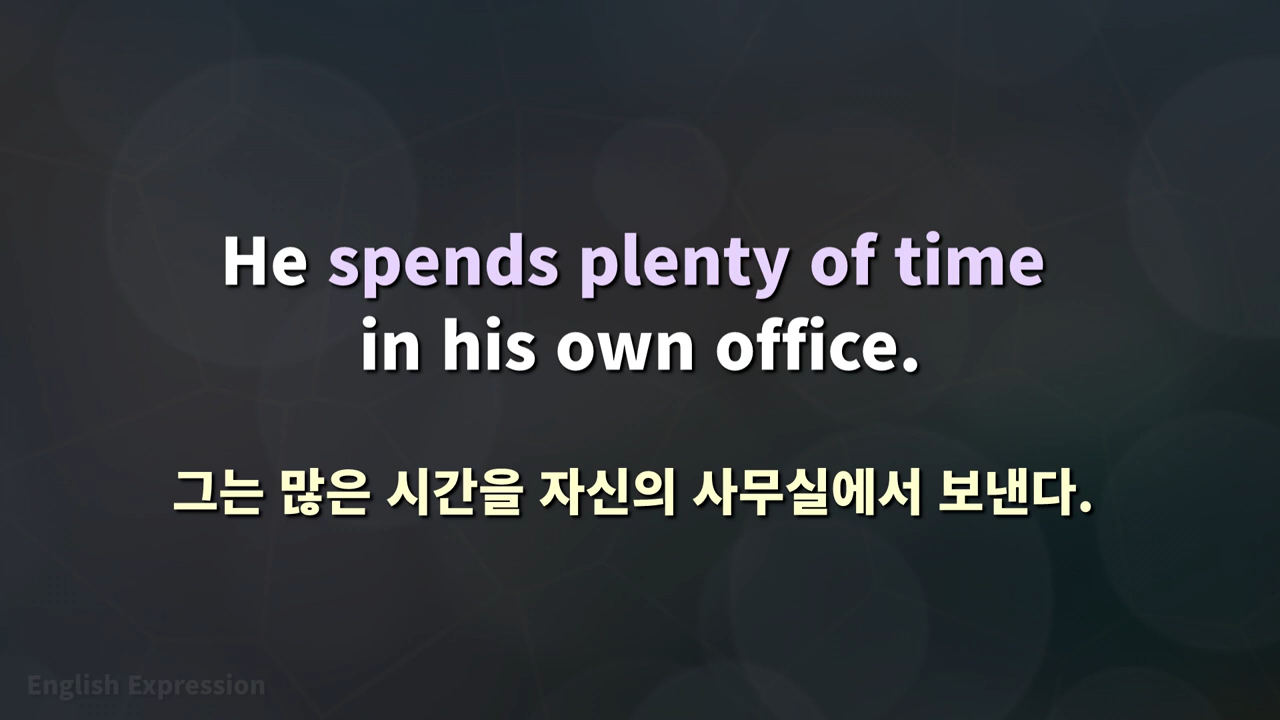 He spends plenty of time
in his own office.
그는 많은 시간을 자신의 사무실에서 보낸다.
English Expression